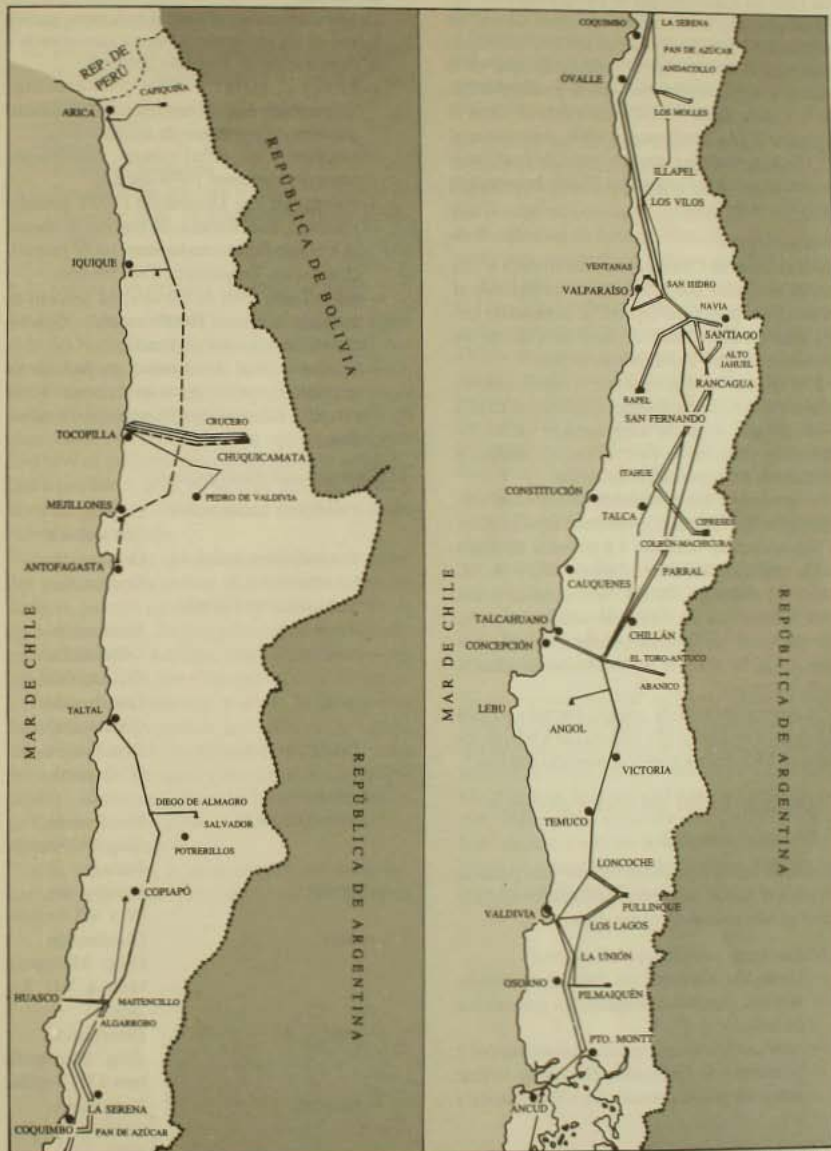 REP. DE
PERÚ
CAPIQUIÑA
ARICA
REPÚBLICA DE BOLIVIA
IQUIQUE
CRUCERO
TOCOPILLA
CHUQUICAMATA
PEDRO DE VALDIVIA
MEJILLONES
ANTOFAGASTA
MAR DE CHILE
TALTAL
REPÚBLICA DE ARGENTINA
DIEGO DE ALMAGRO
SALVADOR
POTRERILLOS
COPIAPÓ
HUASCO
MAITENCILLO
ALGARROBO
LA SERENA
COQUIMBO
PAN DE AZÚCAR
COQUIMBO
LA SERENA
PAN DE AZÚCAR
OVALLE
ANDACOLLO
LOS MOLLES
ILLAPEL
LOS VILOS
VENTANAS
SAN ISIDRO
VALPARAÍSO
NAVIA
SANTIAGO
ALTO
JAHUEL
RANCAGUA
RAPEL
SAN FERNANDO
ITAHUE
CONSTITUCIÓN
TALCA
CIPRESES
COLBÚN-MACHICURA
PARRAL
CAUQUENES
MAR DE CHILE
REPÚBLICA DE ARGENTINA
TALCAHUANO
CHILLÁN
CONCEPCIÓN
EL TORO-ANTUCO
ABANICO
LEBU
ANGOL
VICTORIA
TEMUCO
LONCOCHE
PULLINQUE
VALDIVIA
LOS LAGOS
LA UNIÓN
OSORNO
PILMAIQUÉN
PTO. MONTT
ANCUD